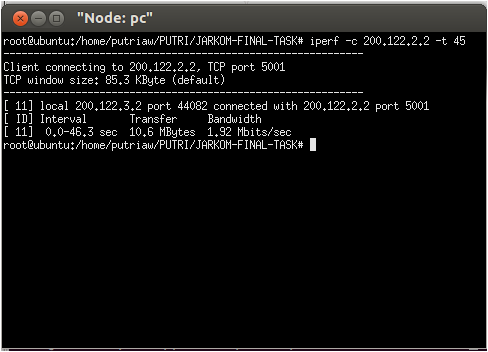 "Node: pc"
root@ubuntu:/home/putriaw/PUTRI/JARKOM-FINAL-TASK# iperf -c 200.122.2.2 -t 45
------------------------------------------------------------
Client connecting to 200.122.2.2, TCP port 5001
TCP window size: 85.3 KByte (default)
------------------------------------------------------------
[ 11] local 200.122.3.2 port 44082 connected with 200.122.2.2 port 5001
[ ID] Interval       Transfer     Bandwidth
[ 11]  0.0-46.3 sec  10.6 MBytes  1.92 Mbits/sec
root@ubuntu:/home/putriaw/PUTRI/JARKOM-FINAL-TASK#